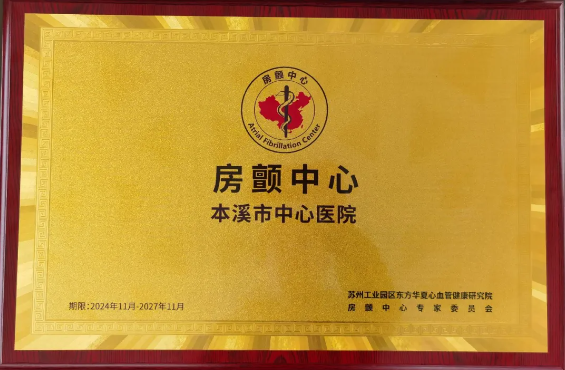 房颤中心
Atrial Fibrillation Center
房颤中心
本溪市中心医院
期限：2024年11月-2027年11月
苏州工业园区东方华夏心血管健康研究院
房颤中心专家委员会